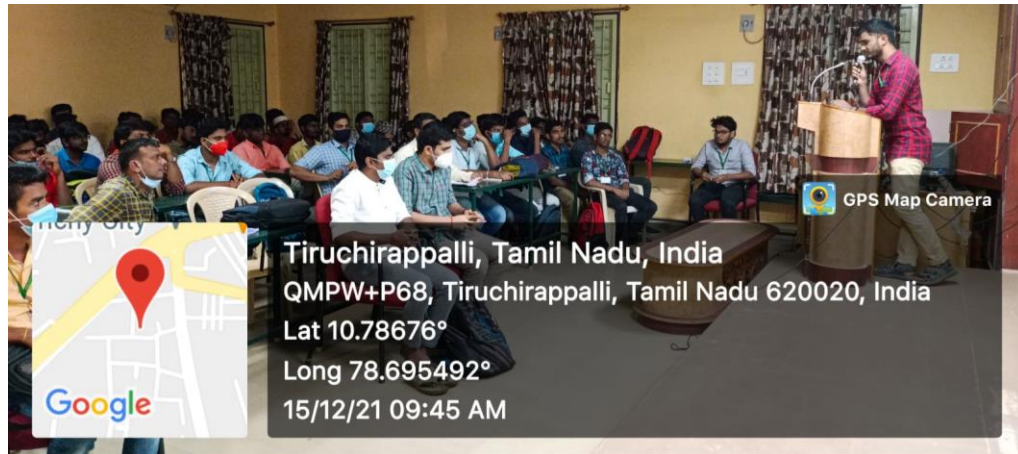 GPS Map Camera
Tiruchirappalli, Tamil Nadu, India
QMPW+P68, Tiruchirappalli, Tamil Nadu 620020, India
Lat 10.78676°
Long 78.695492°
15/12/21 09:45 AM
Google